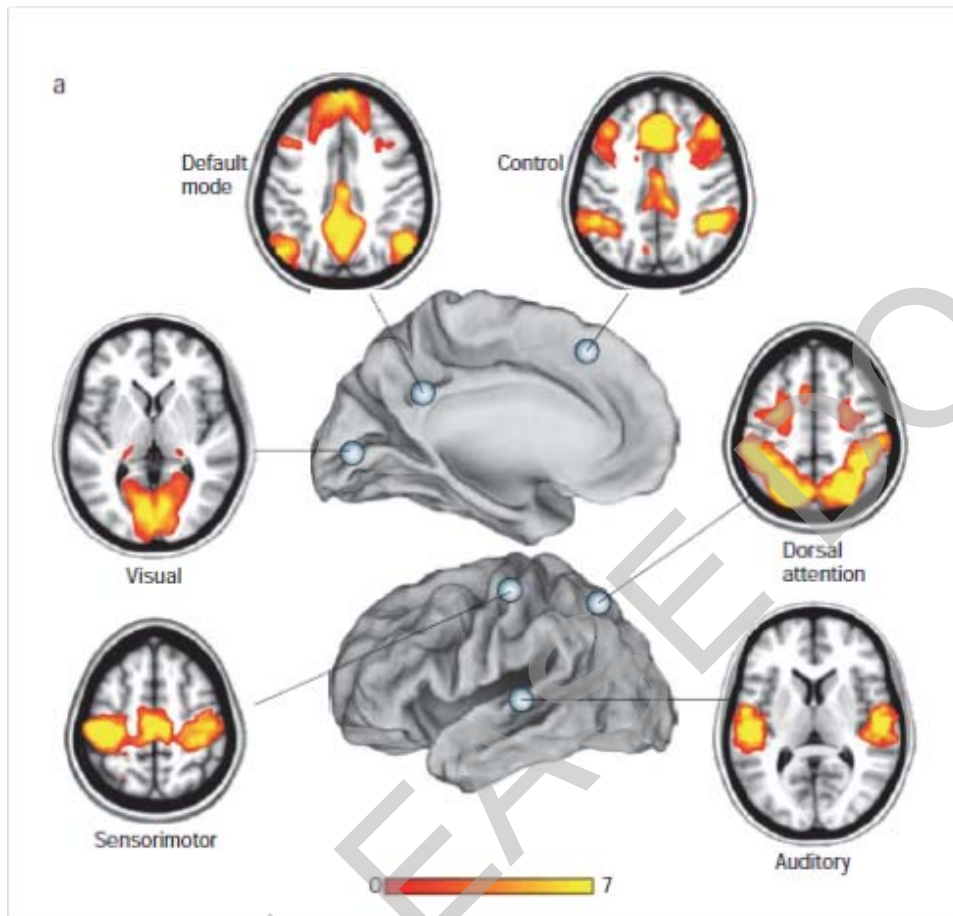 a
Default
mode
Control
Visual
Dorsal
attention
Sensorimotor
Auditory
0 7